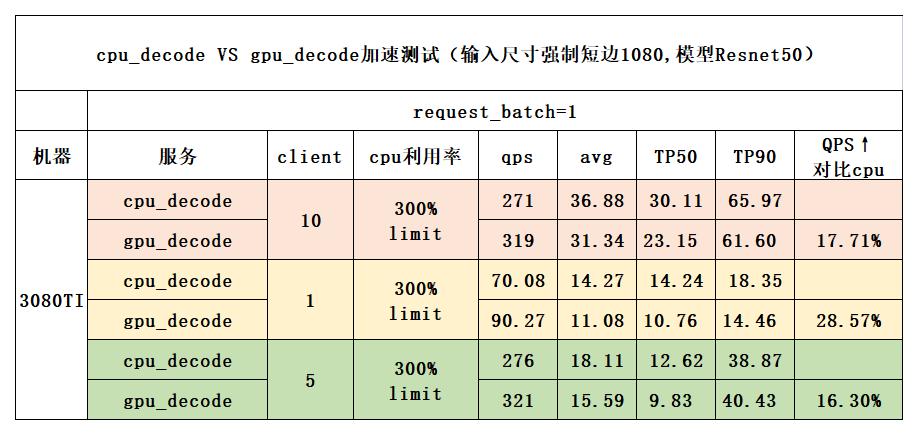 cpu_decode VS gpu_decode加速测试（输入尺寸强制短边1080,模型Resnet50）
request_batch=1
机器 服务 client cpu利用率 qps avg TP50 TP90 QPS↑ 对比cpu
3080TI
cpu_decode 10 300% limit 271 36.88 30.11 65.97
gpu_decode 319 31.34 23.15 61.60 17.71%
cpu_decode 1 300% limit 70.08 14.27 14.24 18.35
gpu_decode 90.27 11.08 10.76 14.46 28.57%
cpu_decode 5 300% limit 276 18.11 12.62 38.87
gpu_decode 321 15.59 9.83 40.43 16.30%